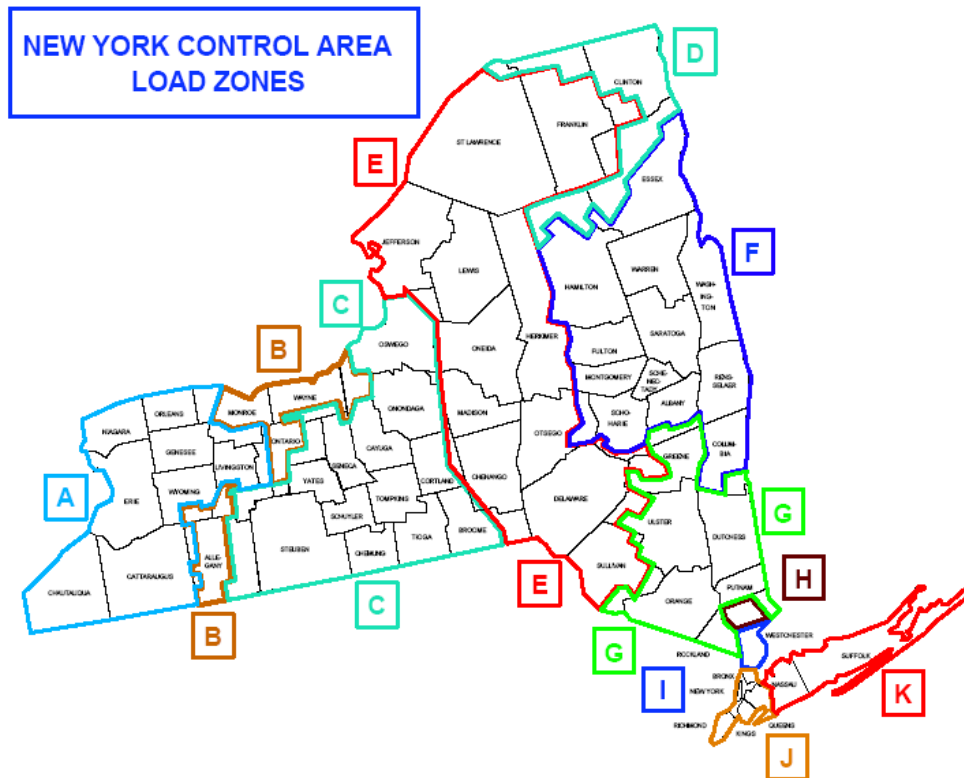 NEW YORK CONTROL AREA
LOAD ZONES
D
CLINTON
FRANKLIN
ST LAWRENCE
E
ESSEX
JEFFERSON
F
LEWIS
WARREN
WASH-
ING-
TON
HAMILTON
C
SARATOGA
OSWEGO
HERKIMER
ONEIDA
B
FULTON
MONTGOMERY
SCHE-
NEC-
TADY
RENS-
SELAER
WAYNE
ORLEANS
MONROE
ONONDAGA
MADISON
ALBANY
SCHO-
HARIE
NIAGARA
OTSEGO
ONTARIO
GENESSE
CAYUGA
COLUM-
BIA
GREENE
LIVINGSTON
SENECA
CHENANGO
CORTLAND
YATES
A
WYOMING
ERIE
TOMPKINS
DELAWARE
G
SCHUYLER
ULSTER
BROOME
TIOGA
DUTCHESS
STEUBEN
CHEMUNG
ALLE-
GANY
SULLIVAN
H
CATTARAUGUS
CHAUTAUQUA
E
PUTNAM
C
ORANGE
B
WESTCHESTER
G
ROCKLAND
SUFFOLK
I
BRONX
NASSAU
K
NEW YORK
RICHMOND
QUEENS
KINGS
J